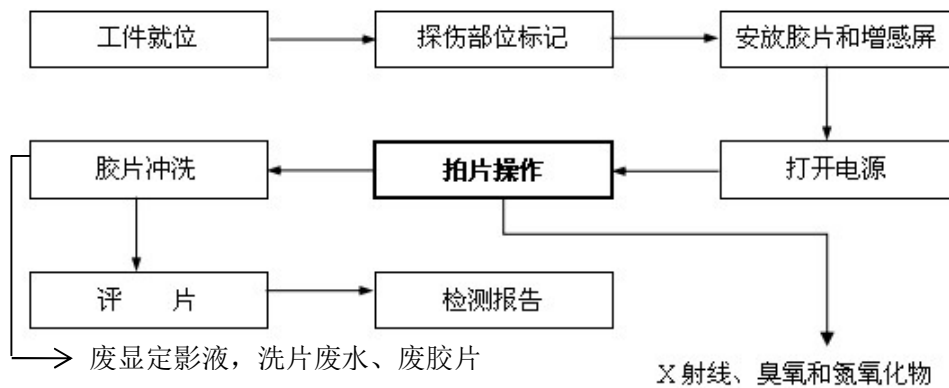 工件就位
探伤部位标记
安放胶片和增感屏
胶片冲洗
拍片操作
打开电源
评 片
检测报告
废显定影液，洗片废水、废胶片
X射线、臭氧和氮氧化物